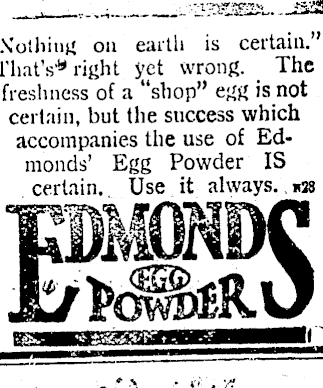 Nothing on earth is certain."
That's right yet wrong. The
freshness of a "shop" egg is not
certain, but the success which
accompanies the use of Ed-
monds' Egg Powder IS
certain. Use it always. N28
EDMONDS
EGG
POWDER